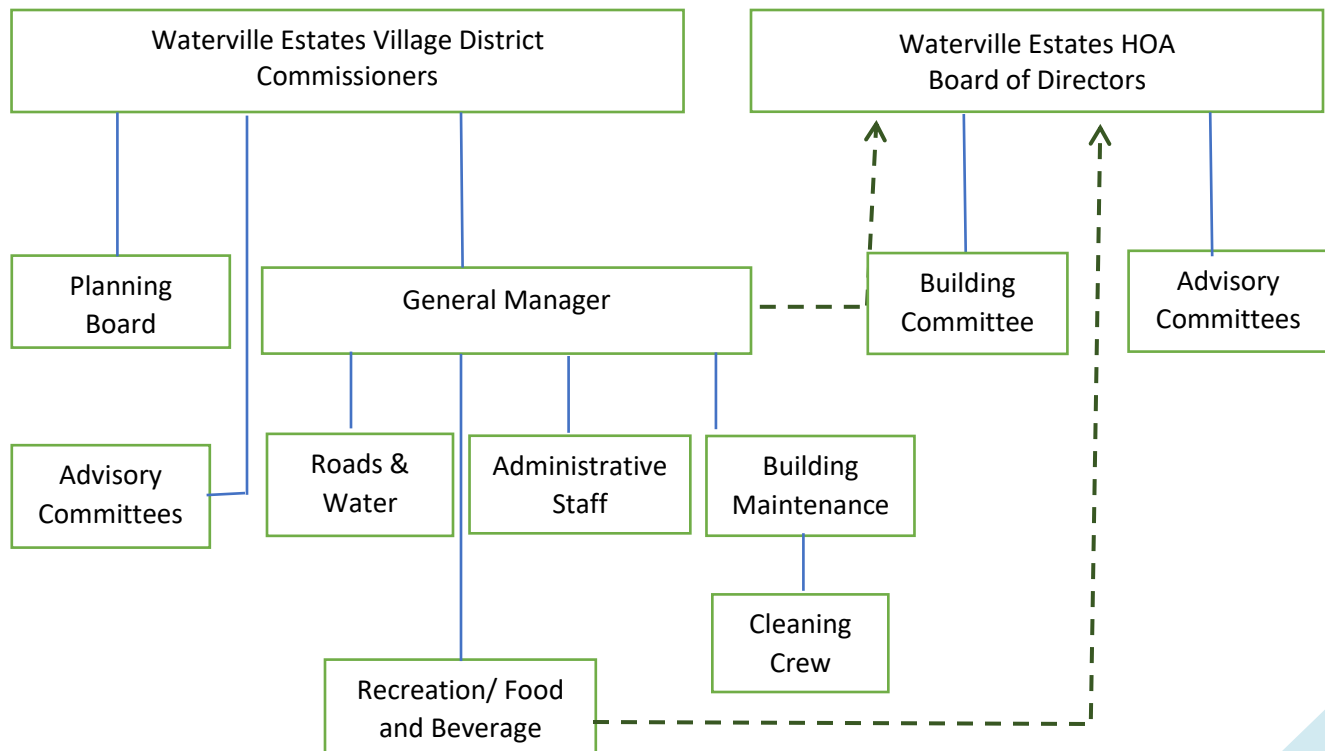 Waterville Estates Village District
Commissioners
Waterville Estates HOA
Board of Directors
Planning
Board
General Manager
Building
Committee
Advisory
Committees
Advisory
Committees
Roads &
Water
Administrative
Staff
Building
Maintenance
Cleaning
Crew
Recreation/ Food
and Beverage